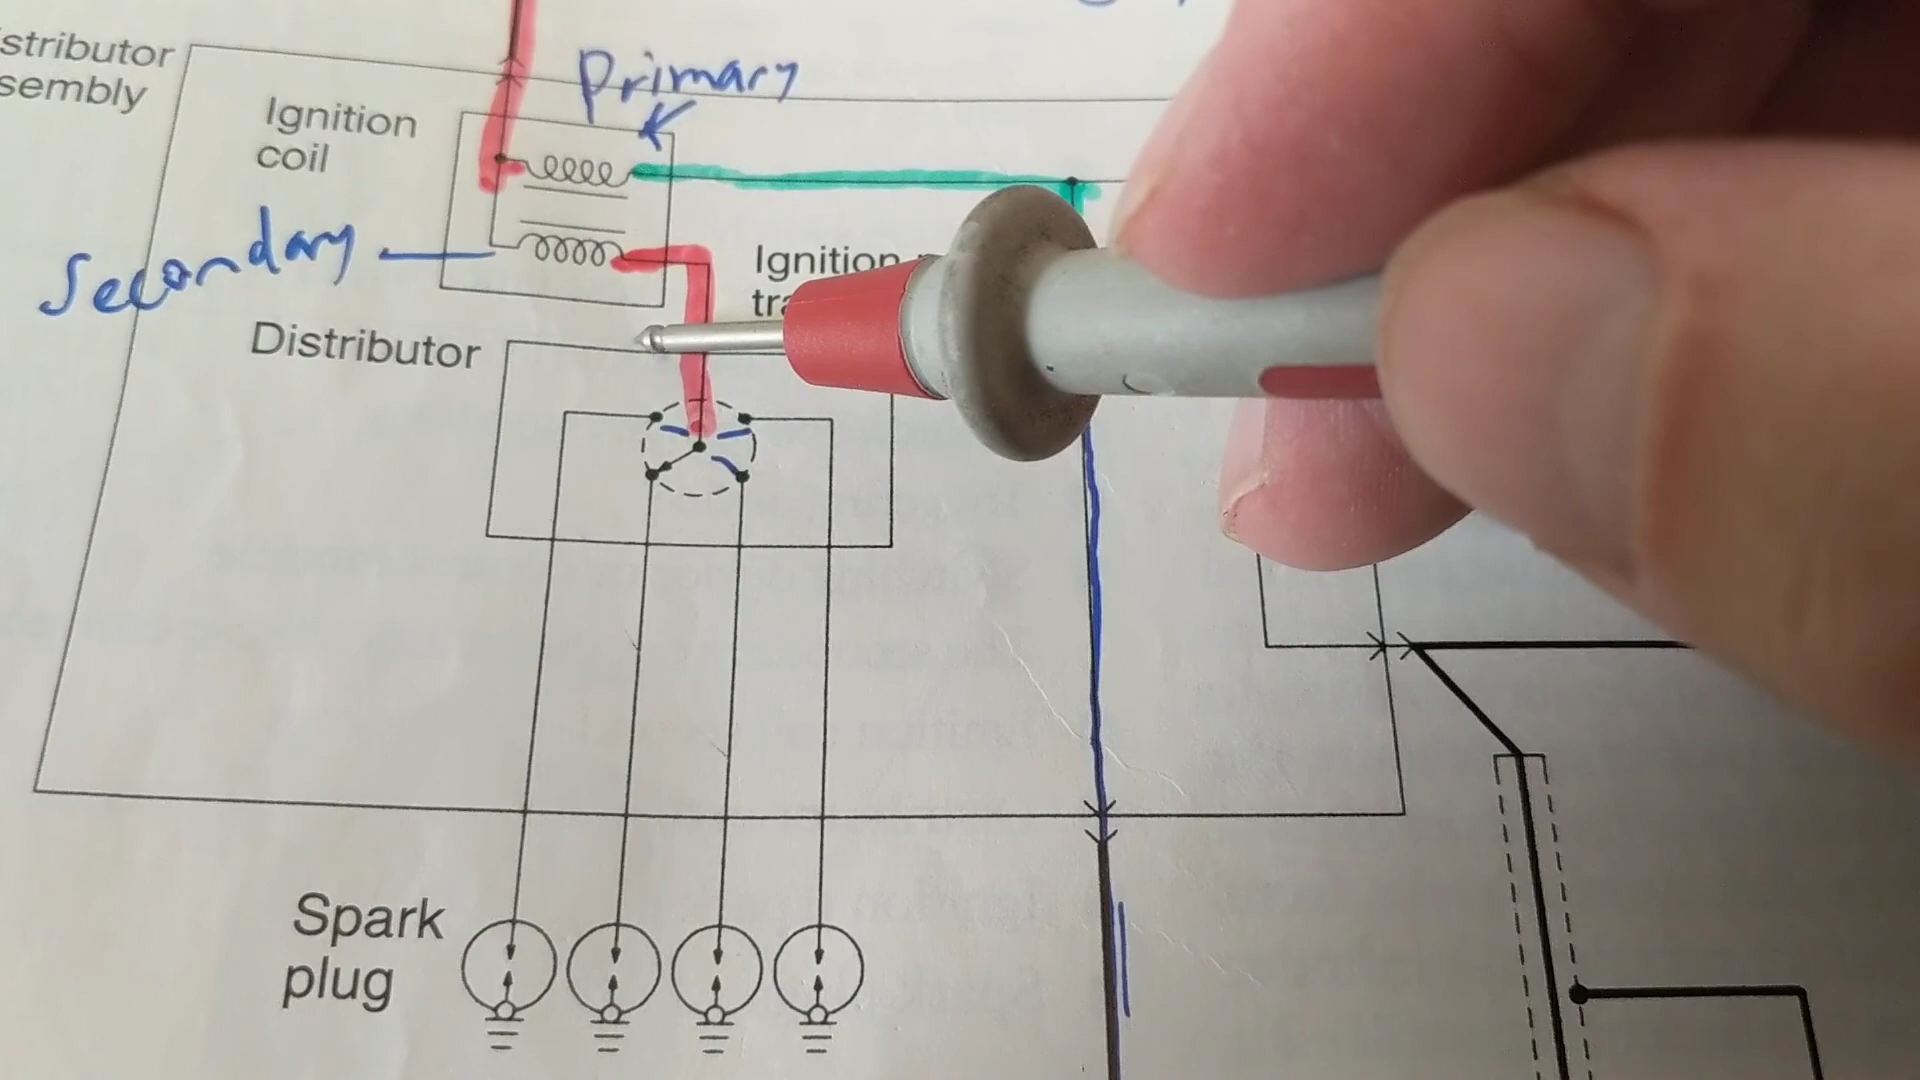 stributor
sembly
Primary
Ignition
coil
Secondary
Ignition
tra
Distributor
Spark
plug